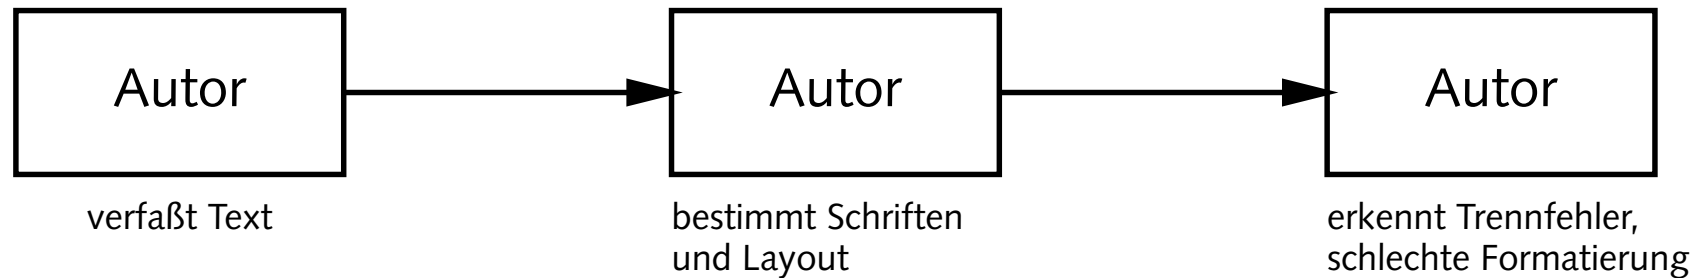 Autor
Autor
Autor
verfaßt Text
bestimmt Schriften
und Layout
erkennt Trennfehler,
schlechte Formatierung